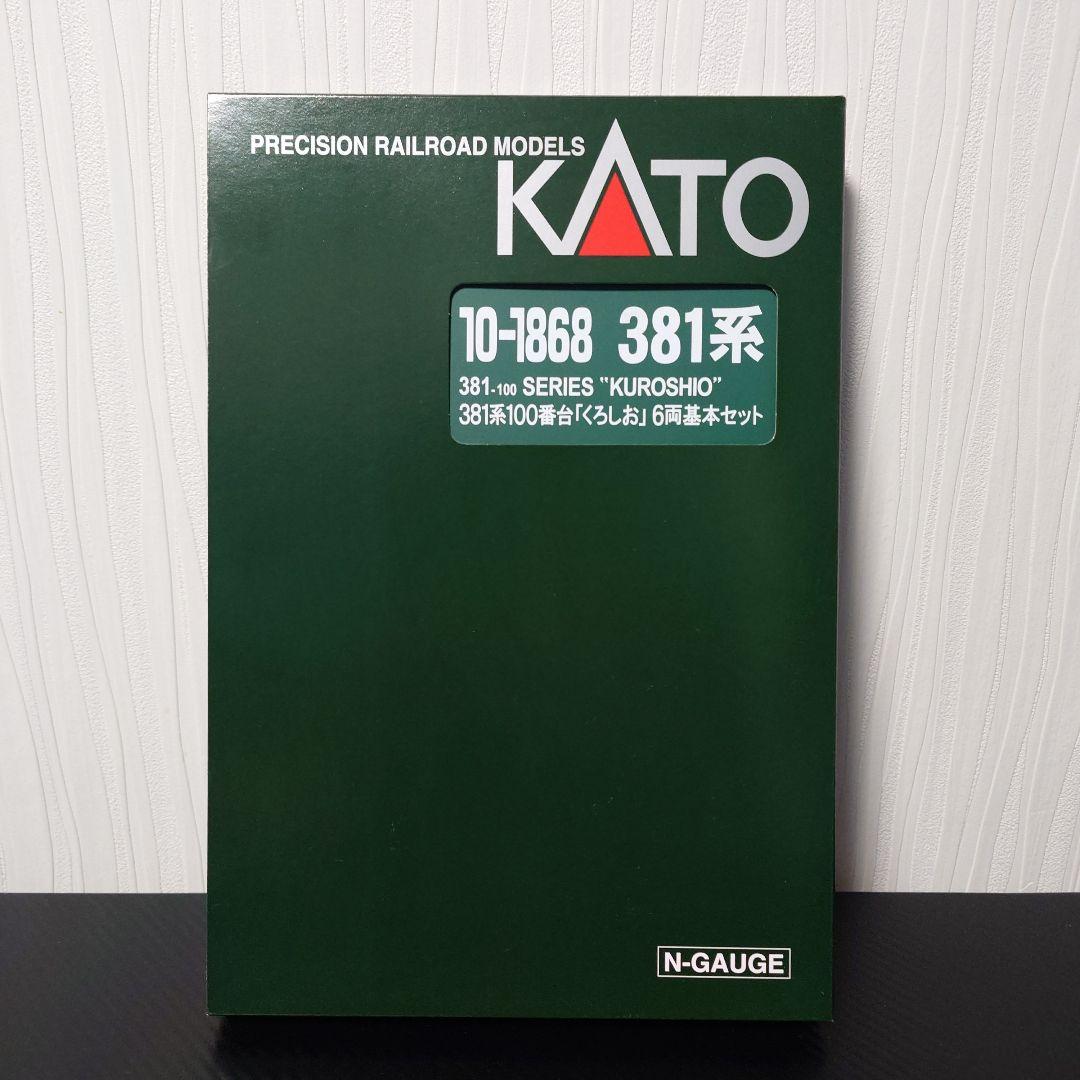 PRECISION RAILROAD MODELS
KATO
10-1868 381系
381-100 SERIES "KUROSHIO"
381系100番台「くろしお」6両基本セット
N-GAUGE